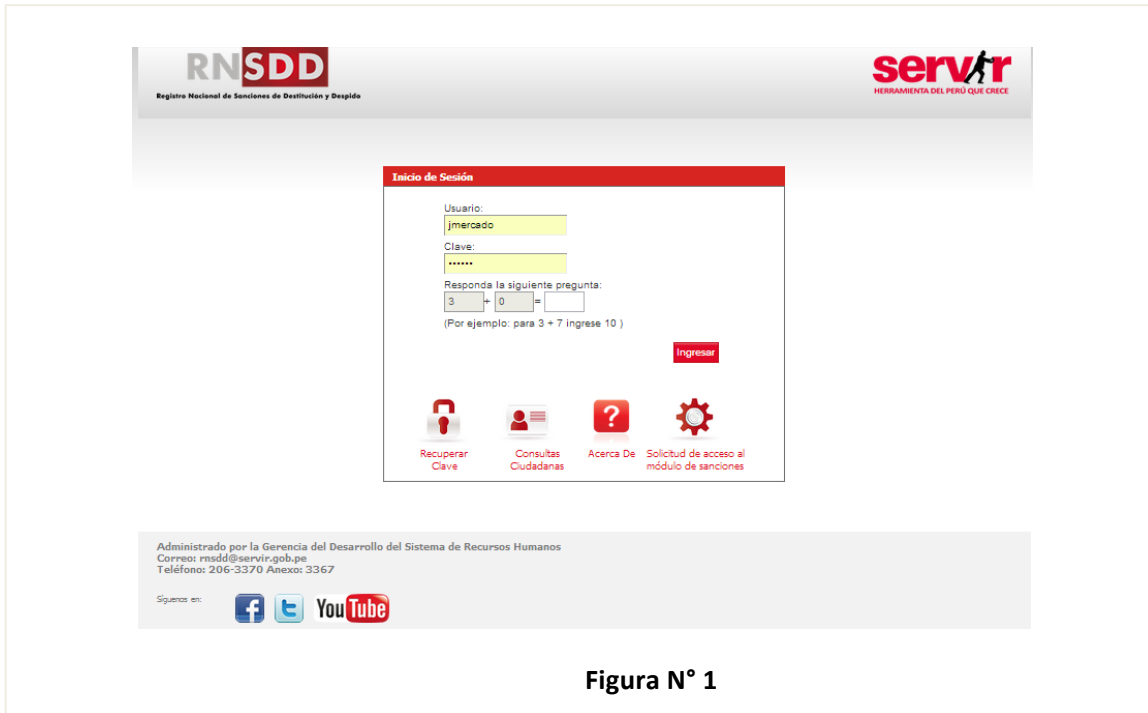 RNSDD
Registro Nacional de Sanciones de Destitución y Despido
servir
HERRAMIENTA DEL PERÚ QUE CRECE
Inicio de Sesión
Usuario:
jmercado
Clave:
••••••
Responda la siguiente pregunta:
3 + 0 =
(Por ejemplo: para 3 + 7 ingrese 10 )
Ingresar
Recuperar Clave
Consultas Ciudadanas
Acerca De
Solicitud de acceso al módulo de sanciones
Administrado por la Gerencia del Desarrollo del Sistema de Recursos Humanos
Correo: rnsdd@servir.gob.pe
Teléfono: 206-3370 Anexo: 3367
Síguenos en:
YouTube
Figura N° 1